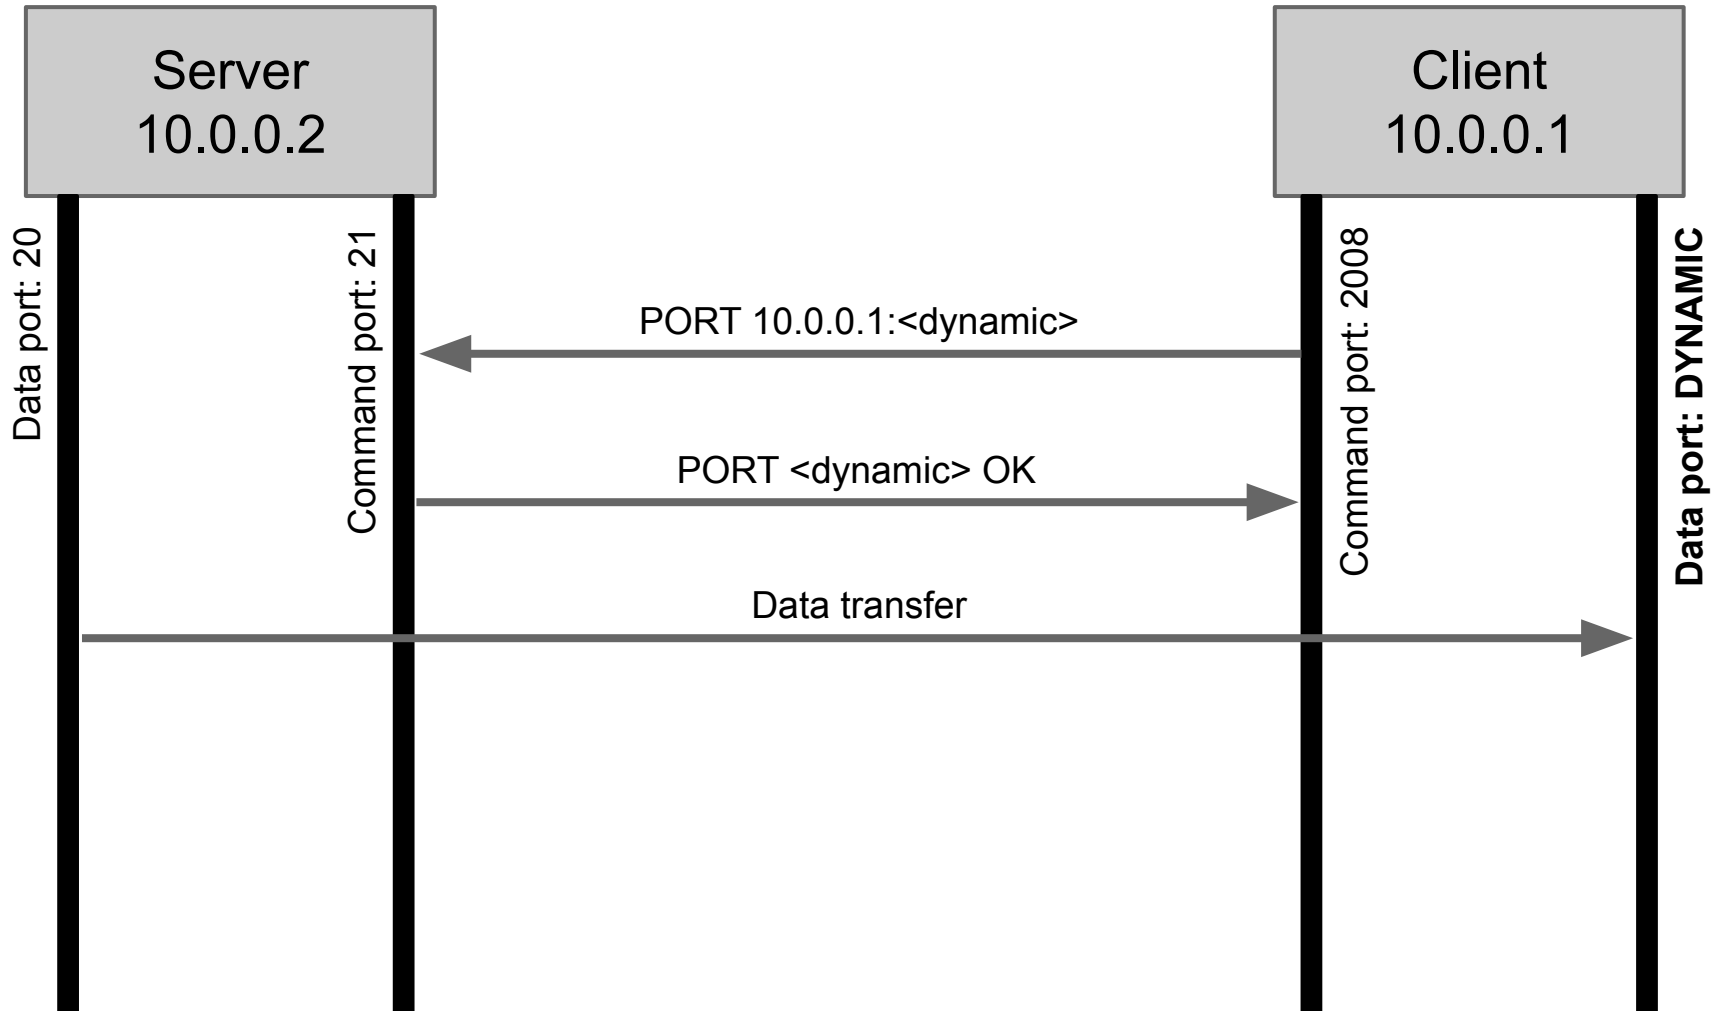 Server
10.0.0.2
Client
10.0.0.1
Data port: 20
Command port: 21
Command port: 2008
Data port: DYNAMIC
PORT 10.0.0.1:<dynamic>
PORT <dynamic> OK
Data transfer